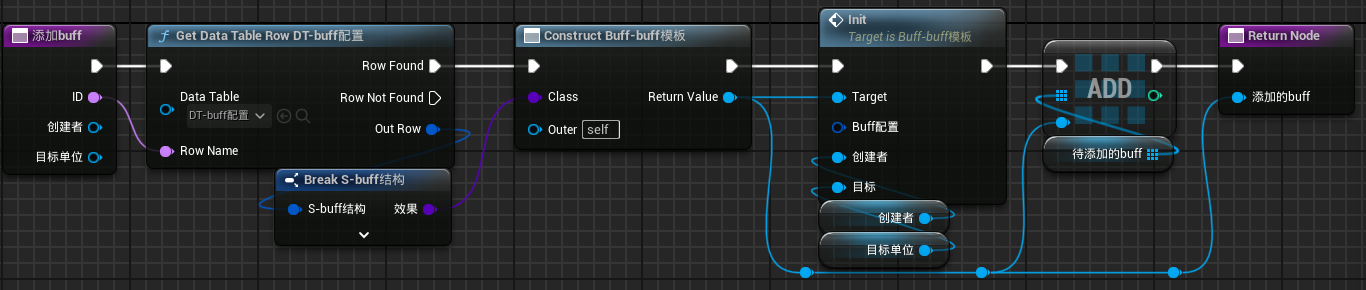 添加buff
ID
创建者
目标单位
Get Data Table Row DT-buff配置
Row Found
Data Table
DT-buff配置
Row Not Found
Out Row
Row Name
Break S-buff结构
S-buff结构
效果
Construct Buff-buff模板
Class
Return Value
Outer
self
Init
Target is Buff-buff模板
Target
Buff配置
创建者
目标
创建者
目标单位
ADD
待添加的buff
Return Node
添加的buff